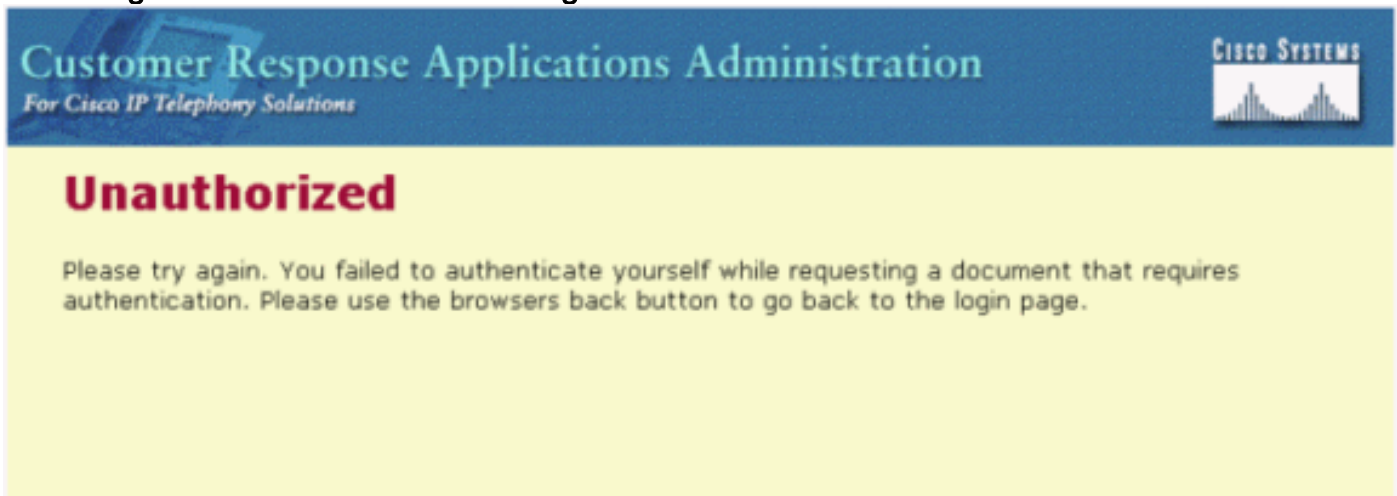 Customer Response Applications Administration
For Cisco IP Telephony Solutions
CISCO SYSTEMS
Unauthorized
Please try again. You failed to authenticate yourself while requesting a document that requires
authentication. Please use the browsers back button to go back to the login page.